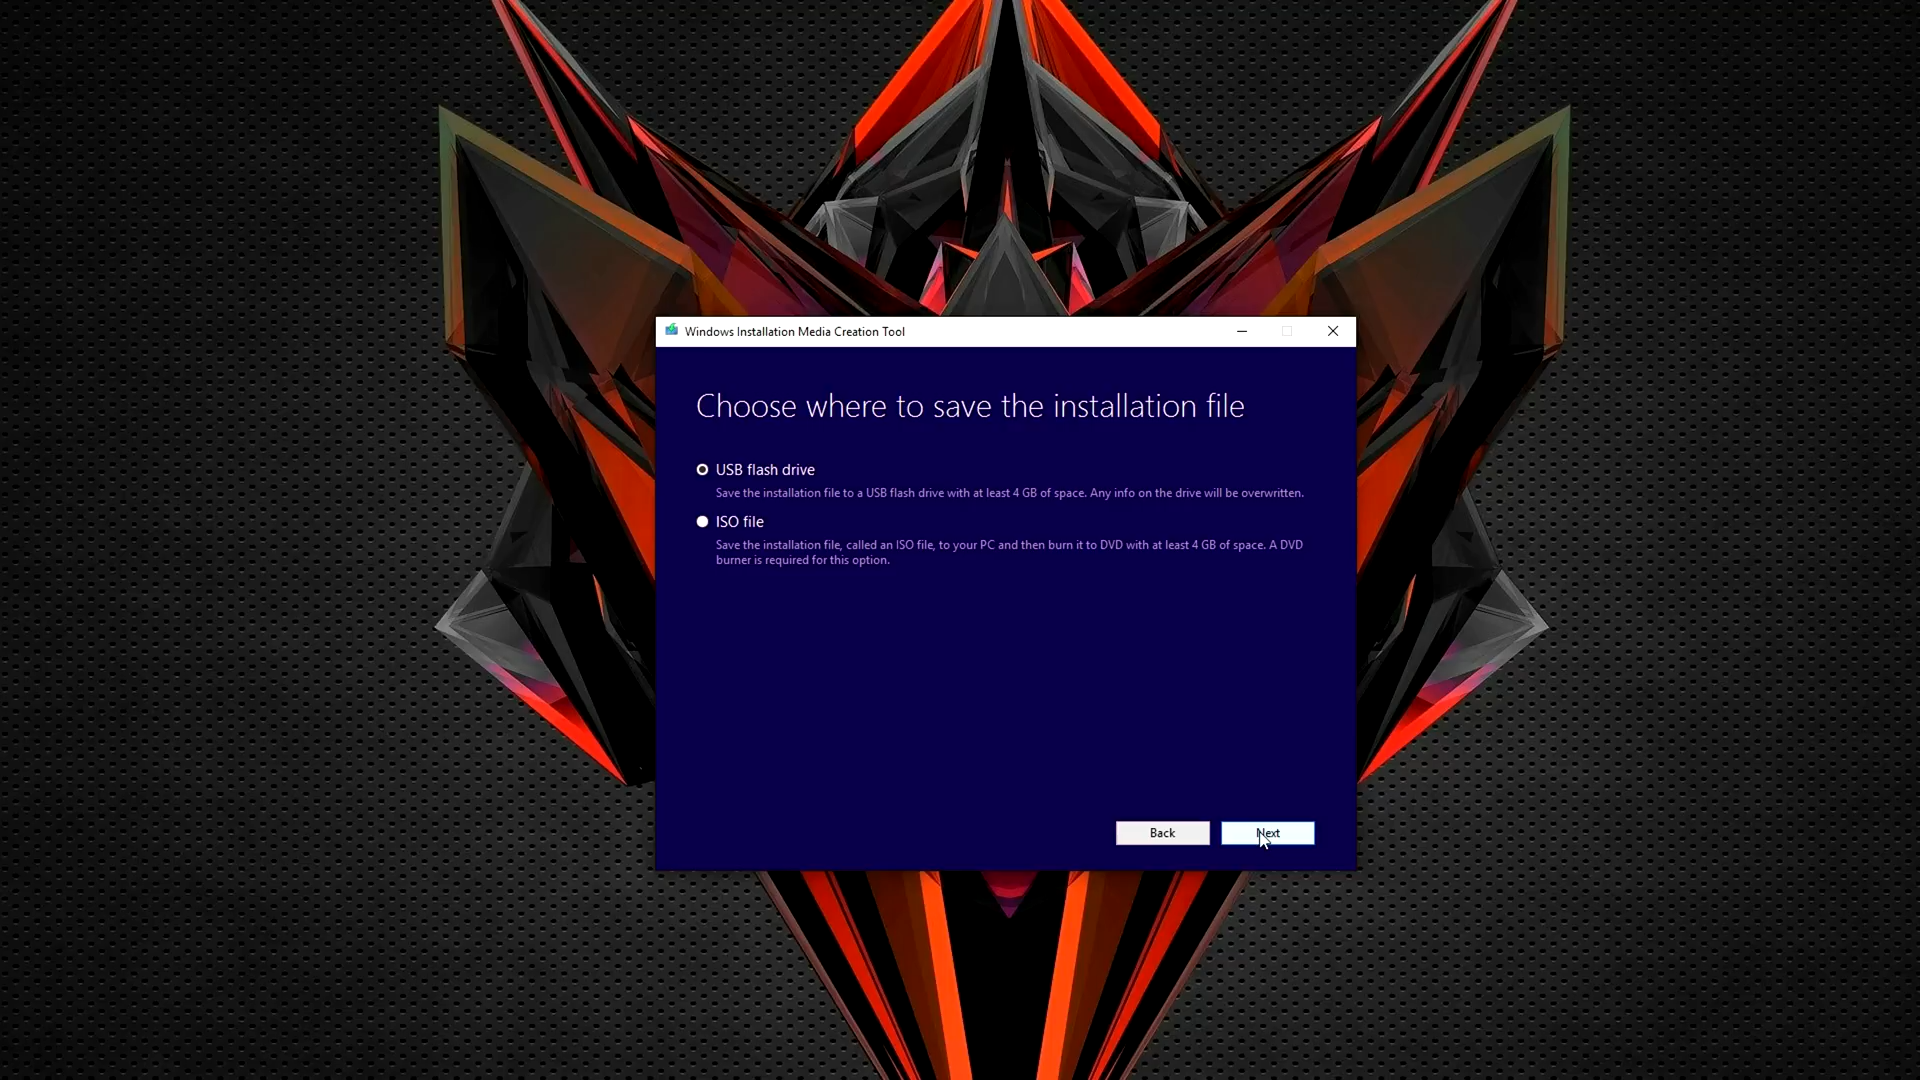 Windows Installation Media Creation Tool
Choose where to save the installation file
USB flash drive
Save the installation file to a USB flash drive with at least 4 GB of space. Any info on the drive will be overwritten.
ISO file
Save the installation file, called an ISO file, to your PC and then burn it to DVD with at least 4 GB of space. A DVD
burner is required for this option.
Back
Next